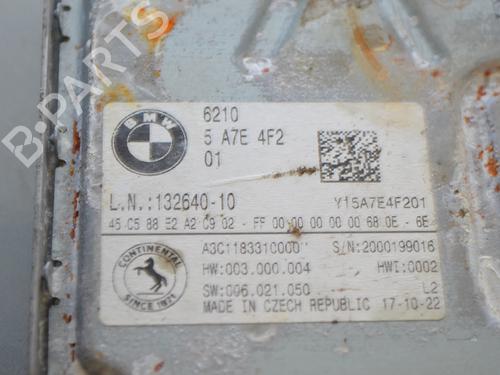 B-PARTS
BMW
6210
5 A7E 4F2
01
L.N.:132640-10
Y15A7E4F201
45 C5 88 E2 A2 C9 02 - FF 00 00 00 00 00 68 0E - 6E
CONTINENTAL
SINCE 1871
A3C1183310000
S/N:2000199016
HW:003.000.004
HWI:0002
SW:006.021.050
L2
MADE IN CZECH REPUBLIC 17-10-22